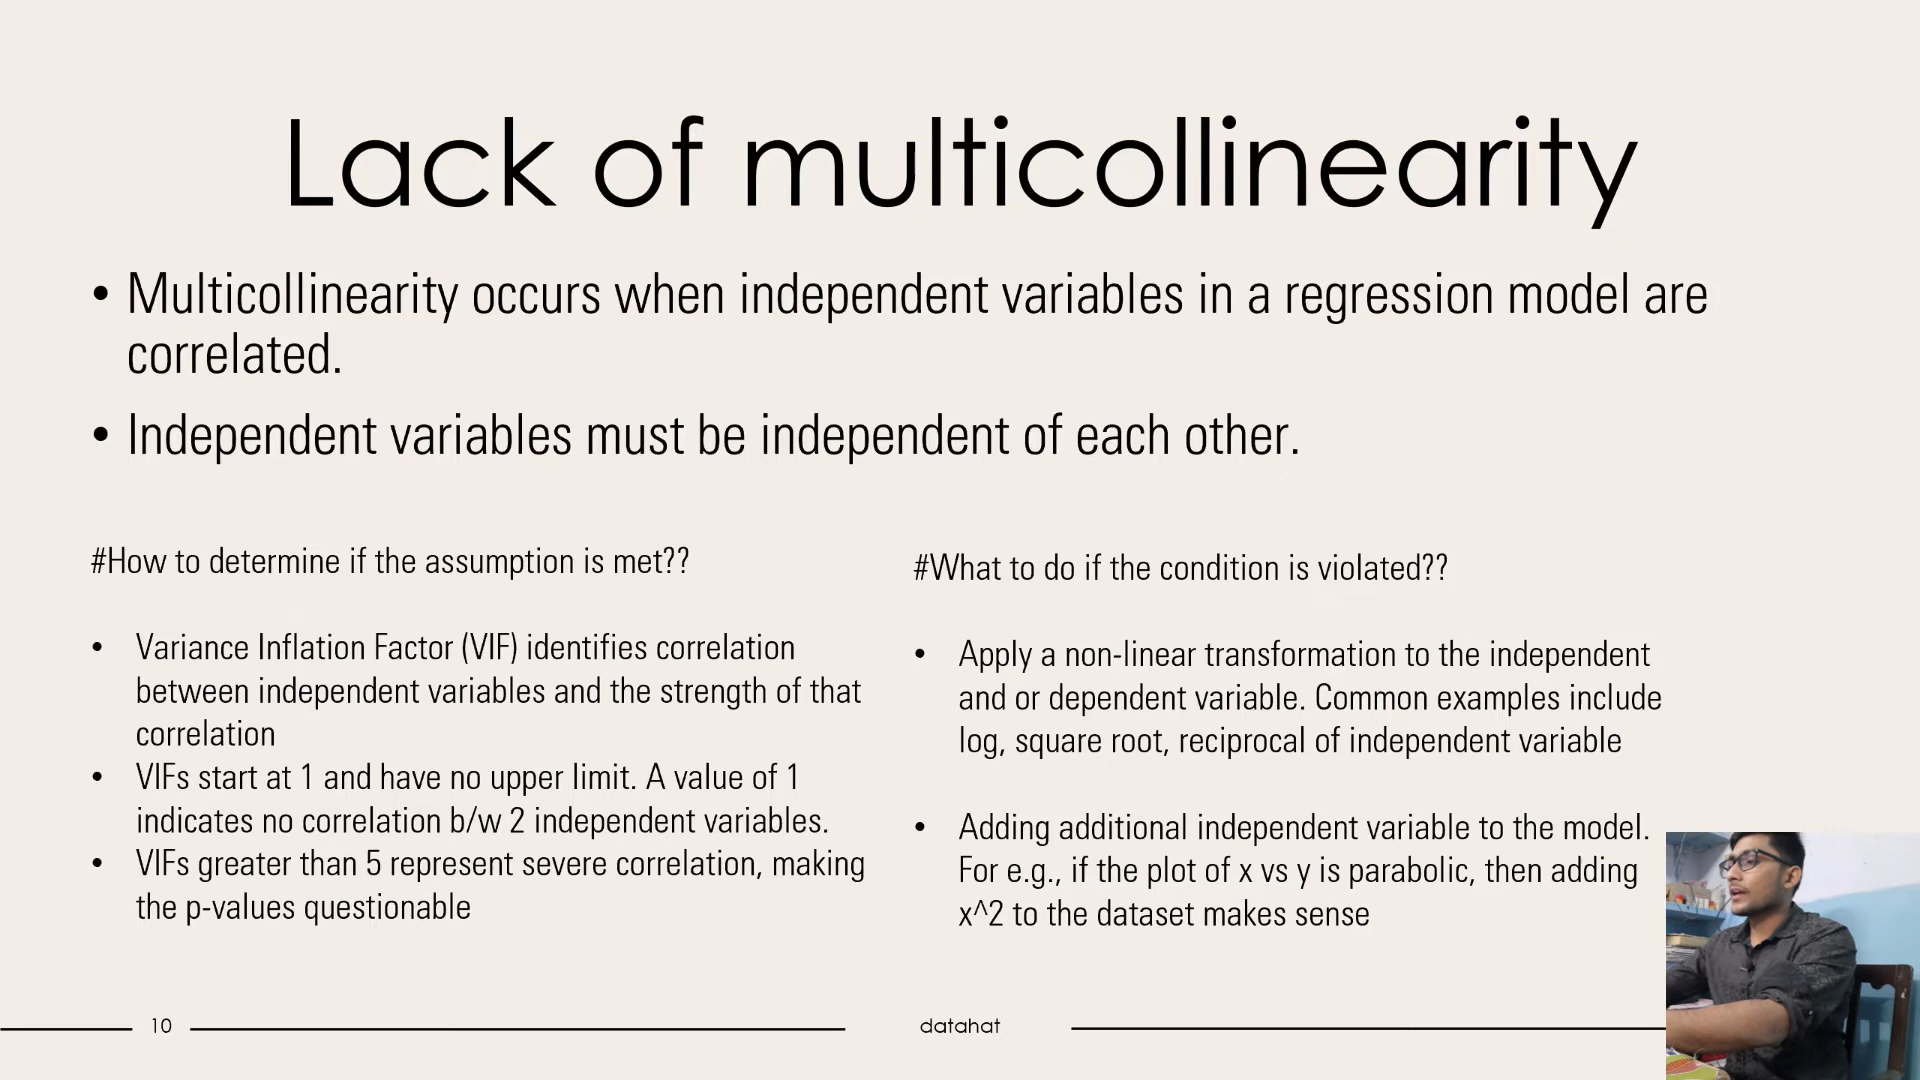 Lack of multicollinearity
• Multicollinearity occurs when independent variables in a regression model are
correlated.
• Independent variables must be independent of each other.
#How to determine if the assumption is met??
• Variance Inflation Factor (VIF) identifies correlation
between independent variables and the strength of that
correlation
• VIFs start at 1 and have no upper limit. A value of 1
indicates no correlation b/w 2 independent variables.
• VIFs greater than 5 represent severe correlation, making
the p-values questionable
#What to do if the condition is violated??
• Apply a non-linear transformation to the independent
and or dependent variable. Common examples include
log, square root, reciprocal of independent variable
• Adding additional independent variable to the model.
For e.g., if the plot of x vs y is parabolic, then adding
x^2 to the dataset makes sense
10
datahat